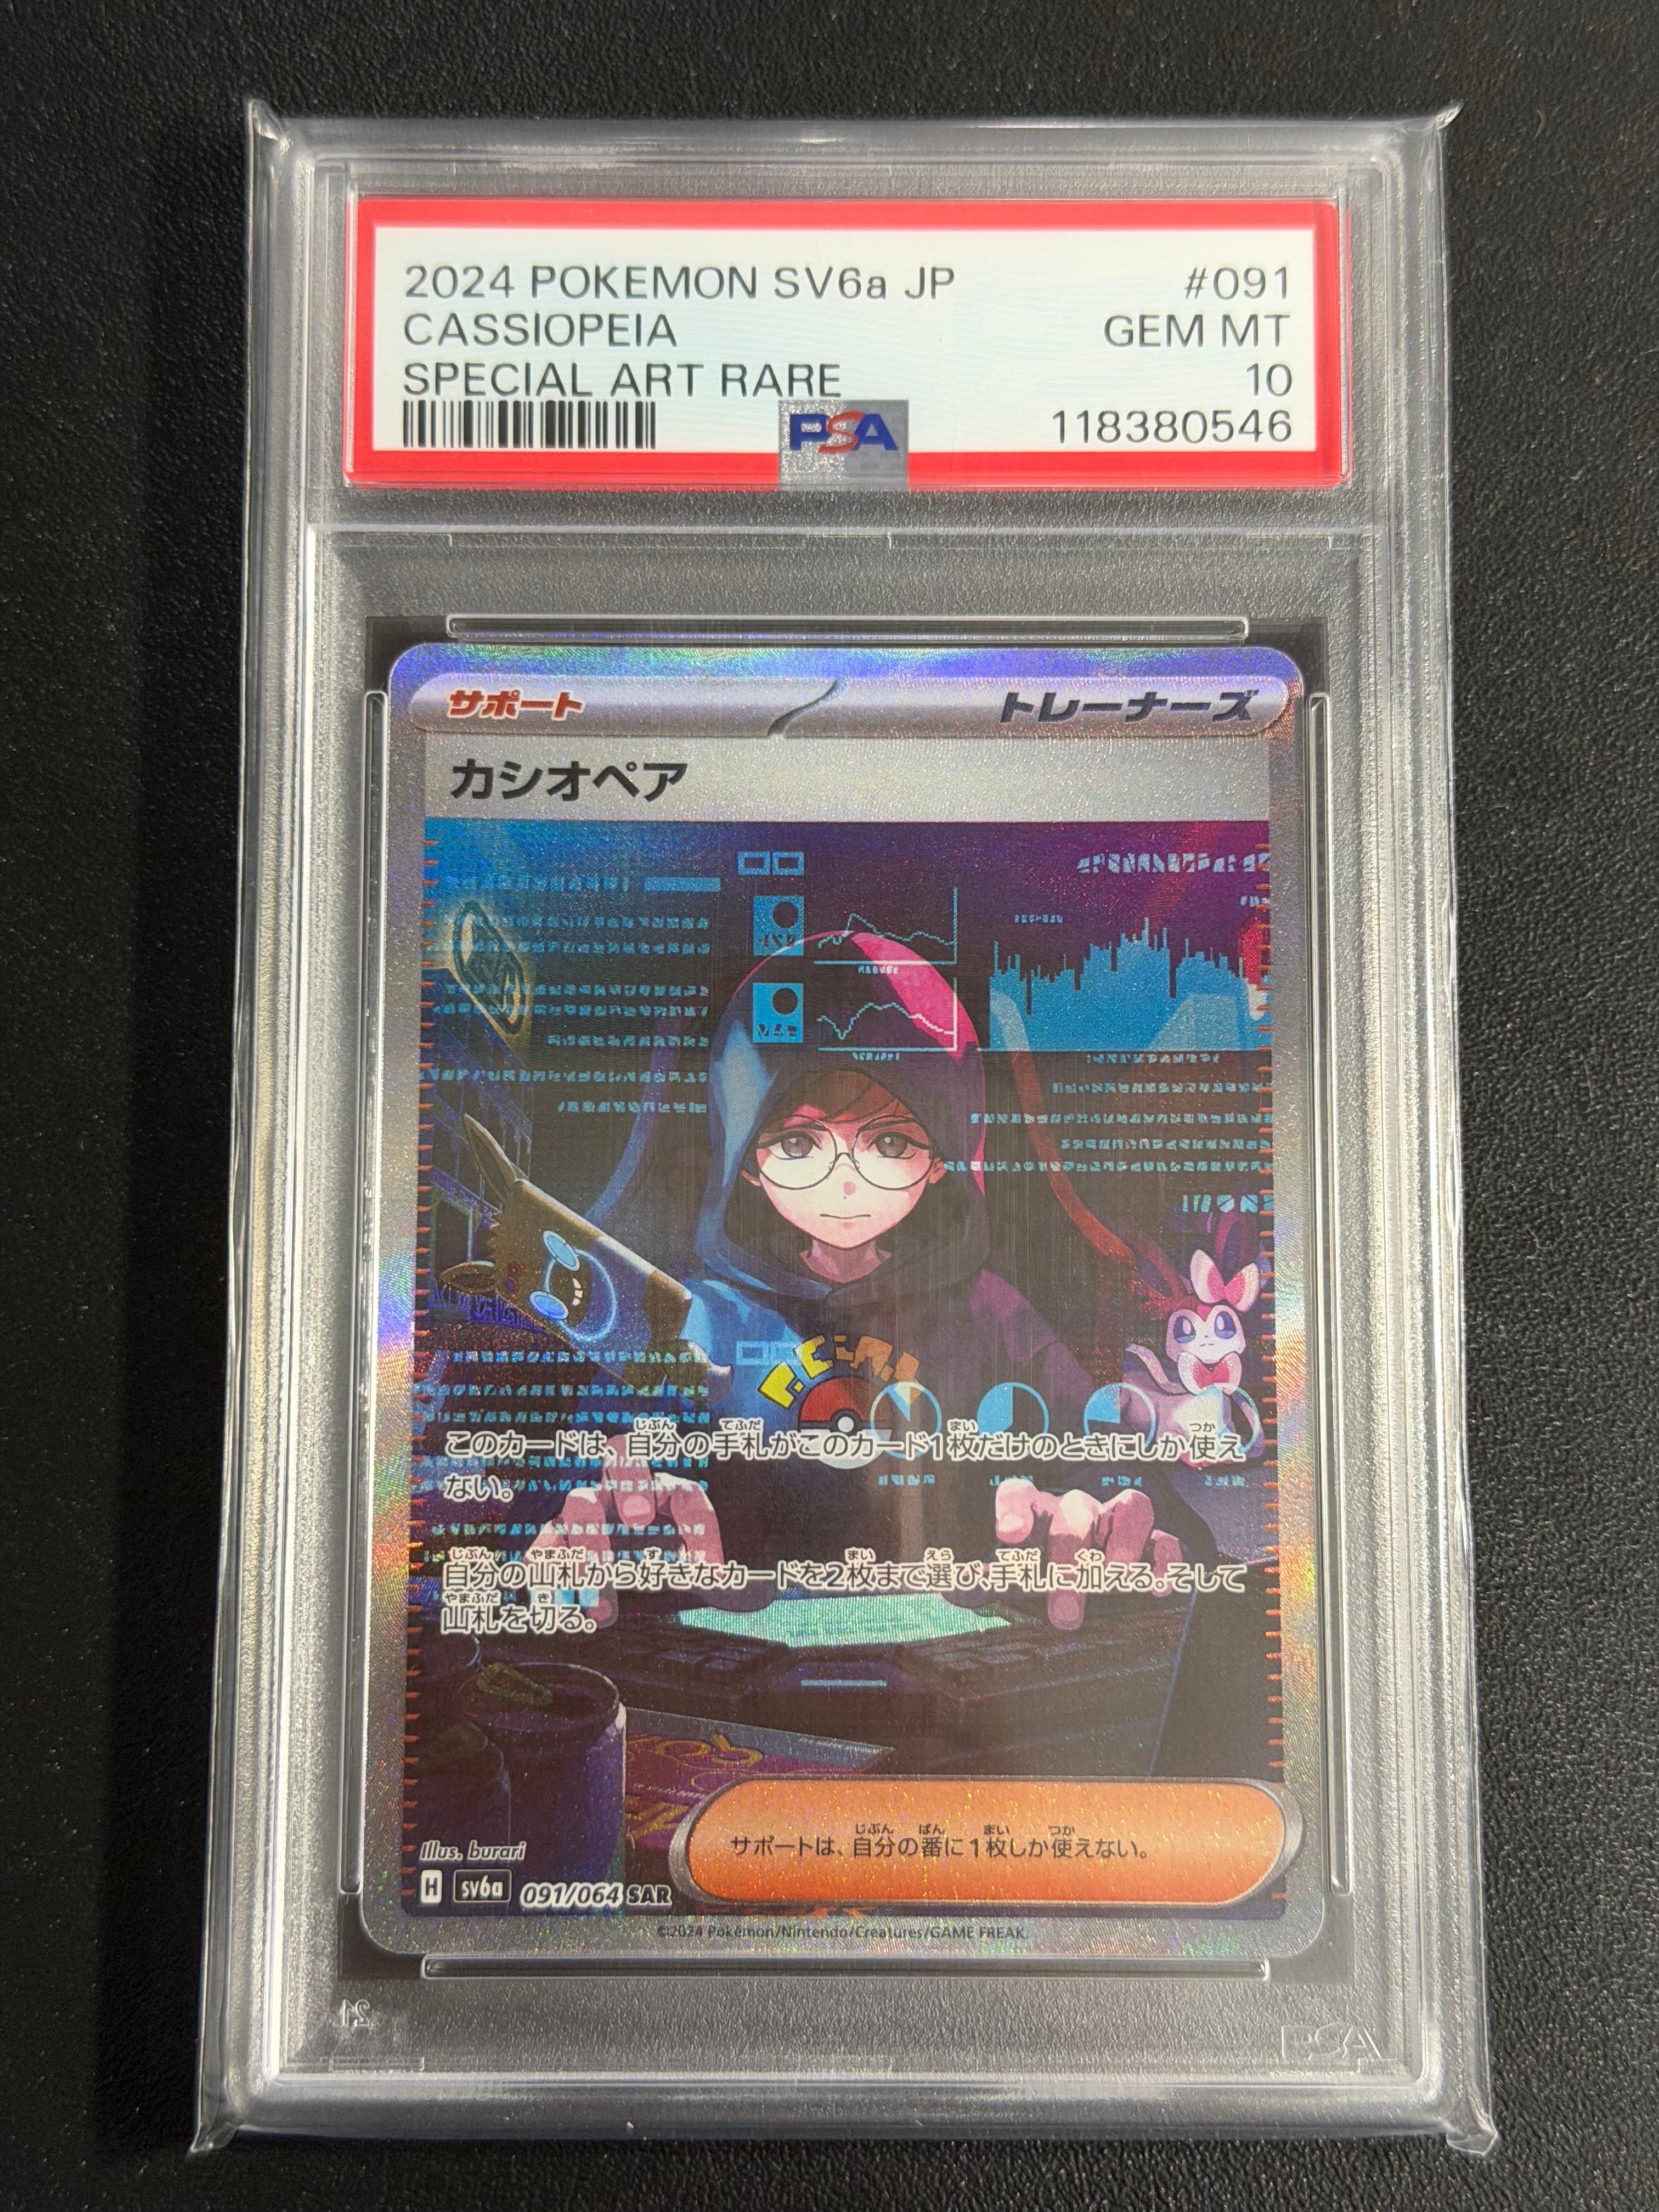 2024 POKEMON SV6a JP #091
CASSIOPEIA GEM MT
SPECIAL ART RARE 10
PSA 118380546
サポート トレーナーズ
カシオペア
このカードは、自分の手札がこのカード1枚だけのときにしか使え
ない。
自分の山札から好きなカードを2枚まで選び、手札に加える。そして
山札を切る。
サポートは、自分の番に1枚しか使えない。
Illus. burari
H sv6a 091/064 SAR
©2024 Pokémon/Nintendo/Creatures/GAME FREAK.
PSA